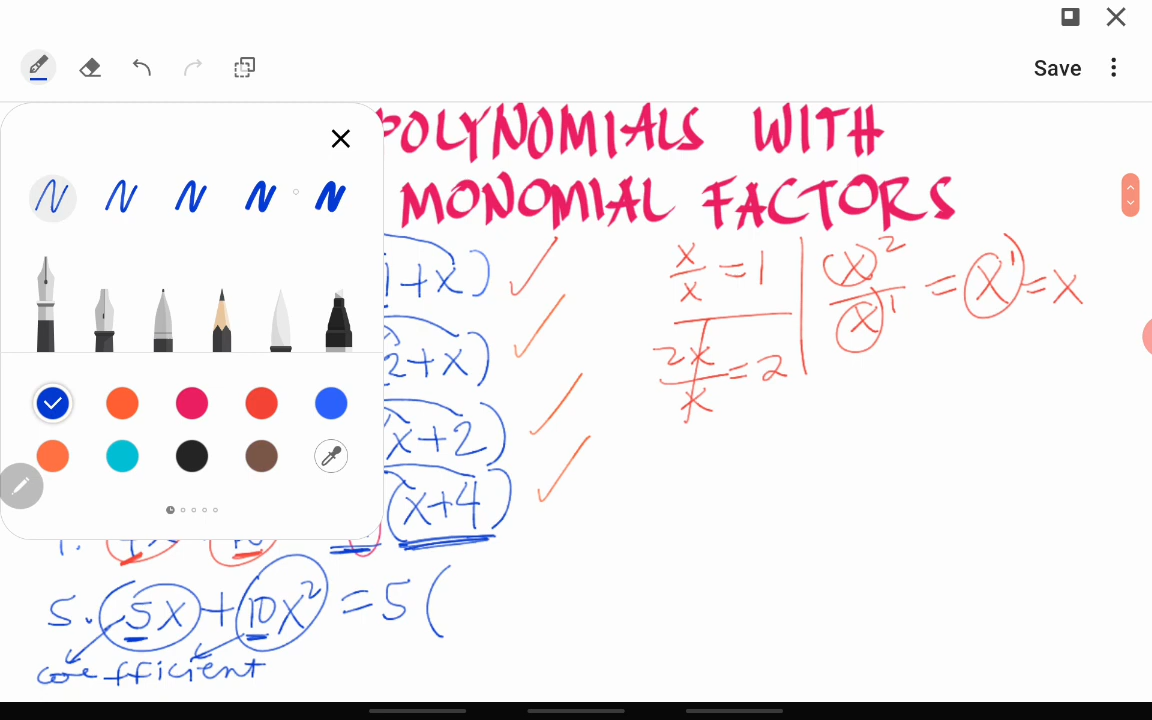 Save
POLYNOMIALS WITH
MONOMIAL FACTORS
1+x) ✓
2+x) ✓
x+2) ✓
(x+4) ✓
x/x = 1
2x/x = 2
(x)²/(x)¹ = x¹ = x
5. 5x + 10x² = 5(
coefficient